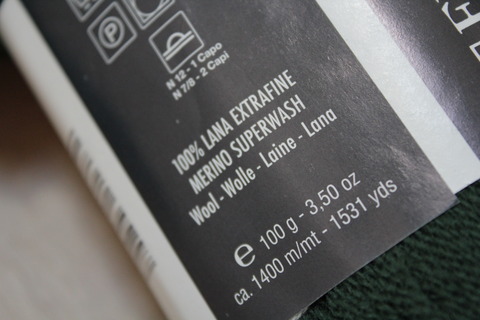 P
N 12 - 1 Capo
N 7/8 - 2 Capi
100% LANA EXTRAFINE
MERINO SUPERWASH
Wool - Wolle - Laine - Lana
e 100 g - 3,50 oz
ca. 1400 m/mt - 1531 yds